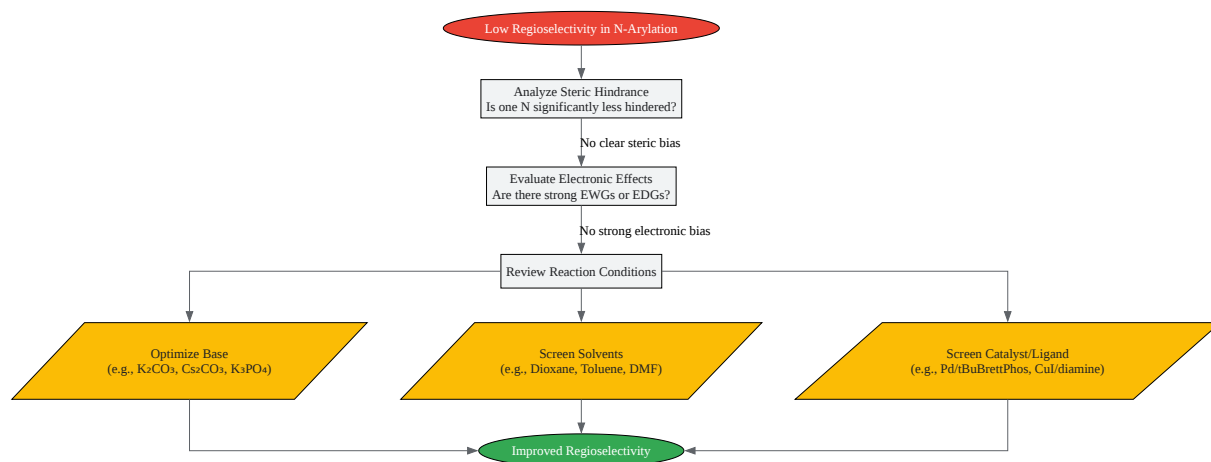 Low Regioselectivity in N-Arylation
Analyze Steric Hindrance
Is one N significantly less hindered?
No clear steric bias
Evaluate Electronic Effects
Are there strong EWGs or EDGs?
No strong electronic bias
Review Reaction Conditions
Optimize Base
(e.g., K₂CO₃, Cs₂CO₃, K₃PO₄)
Screen Solvents
(e.g., Dioxane, Toluene, DMF)
Screen Catalyst/Ligand
(e.g., Pd/tBuBrettPhos, CuI/diamine)
Improved Regioselectivity